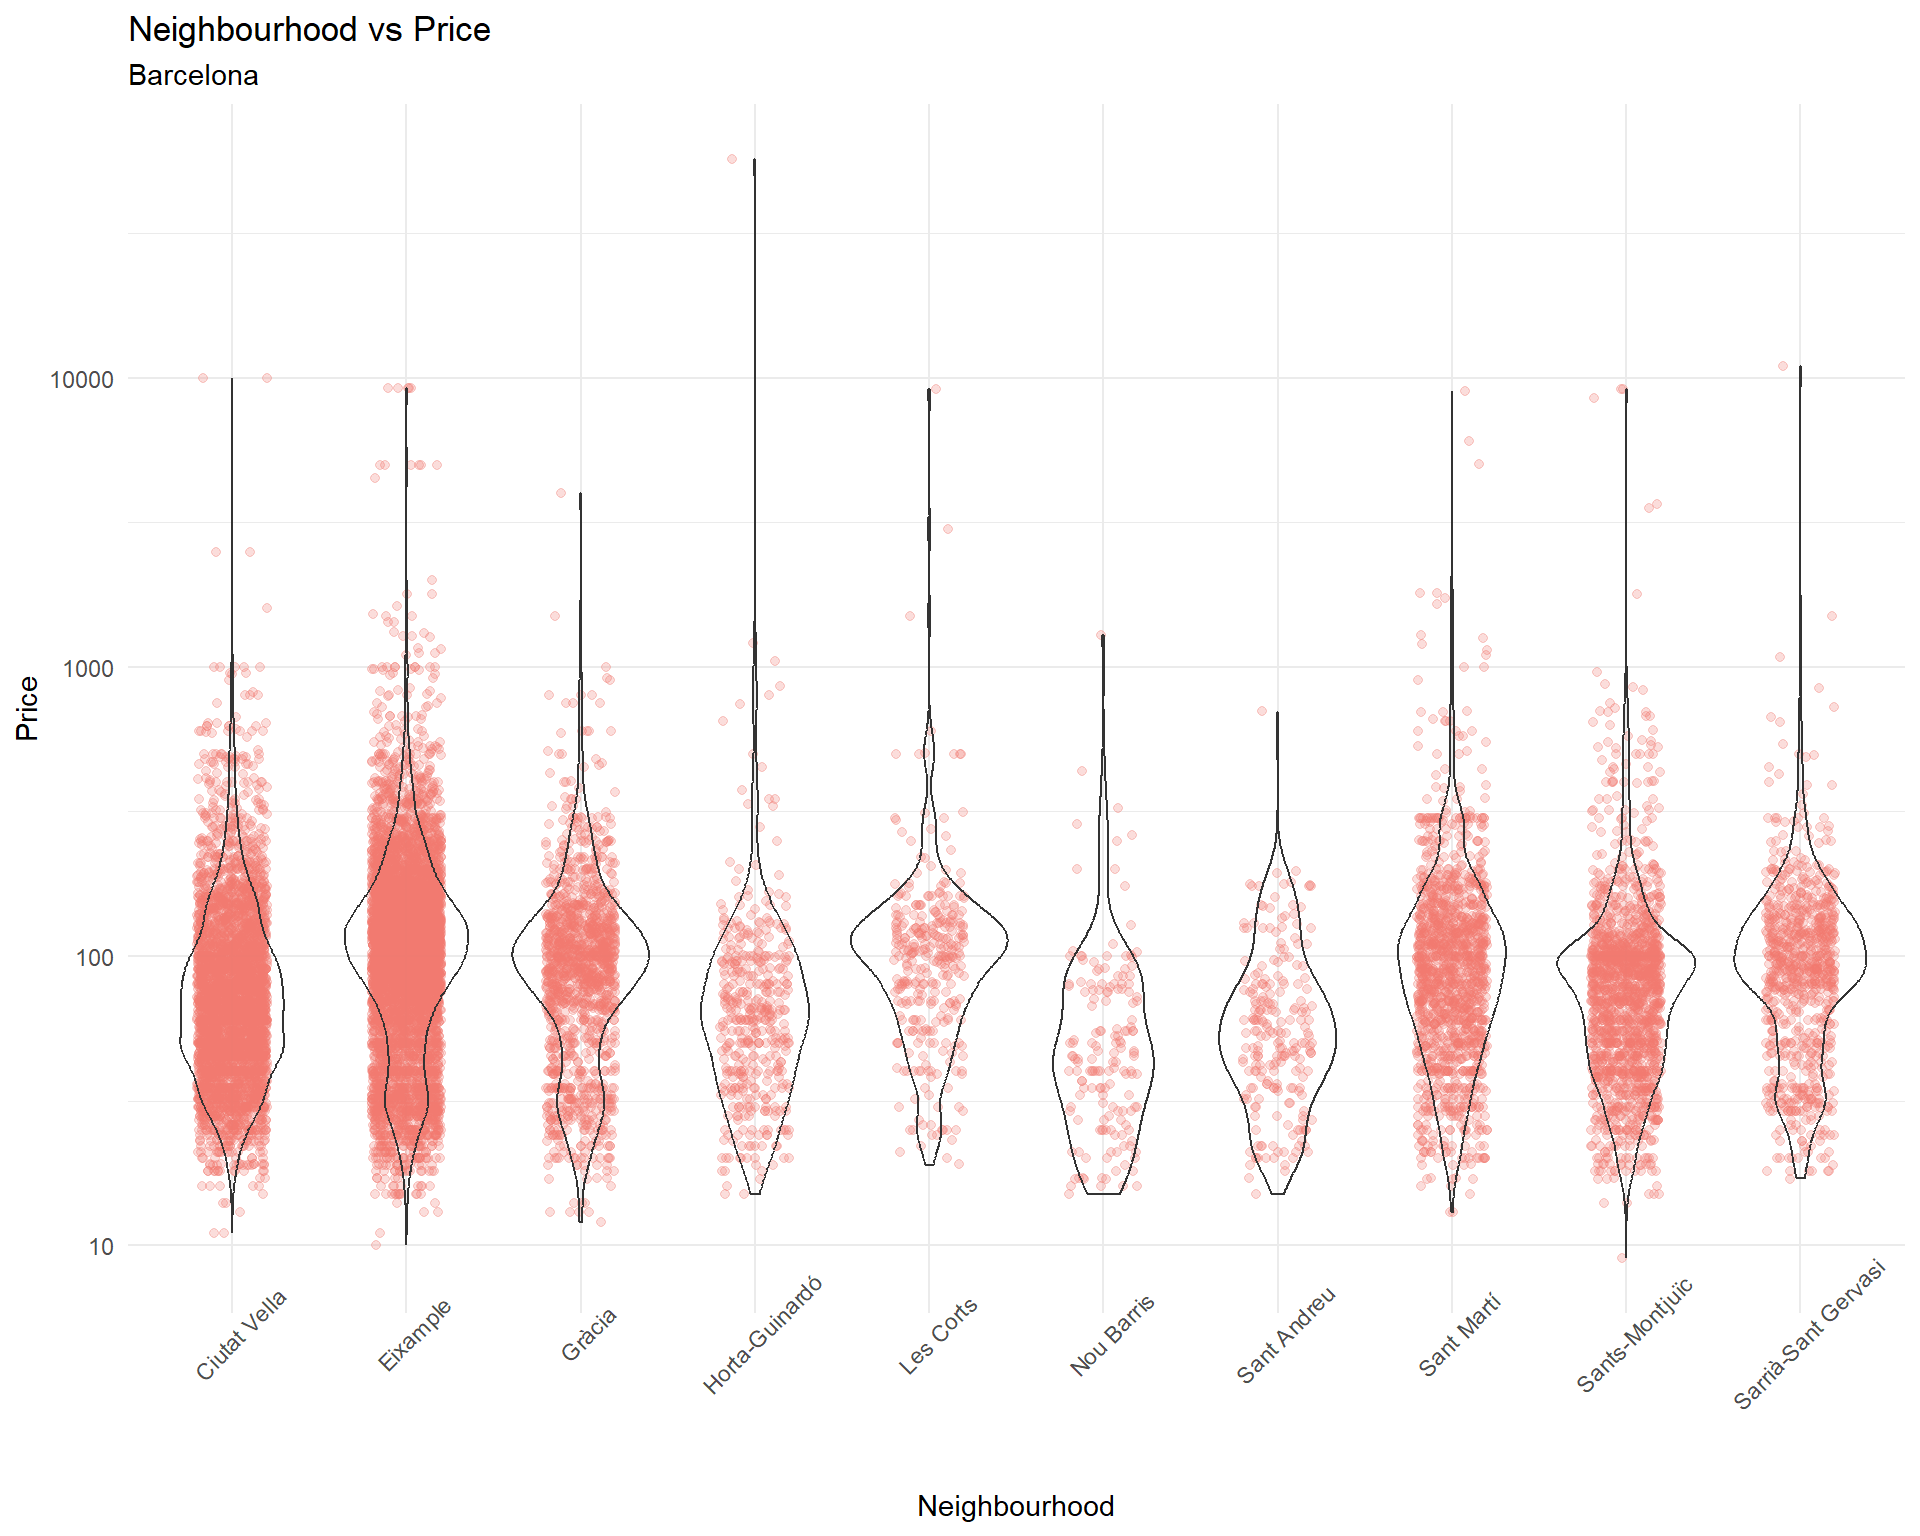 Neighbourhood vs Price
Barcelona
Price
10000
1000
100
10
Ciutat Vella
Eixample
Gràcia
Horta-Guinardó
Les Corts
Nou Barris
Sant Andreu
Sant Martí
Sants-Montjuïc
Sarrià-Sant Gervasi
Neighbourhood